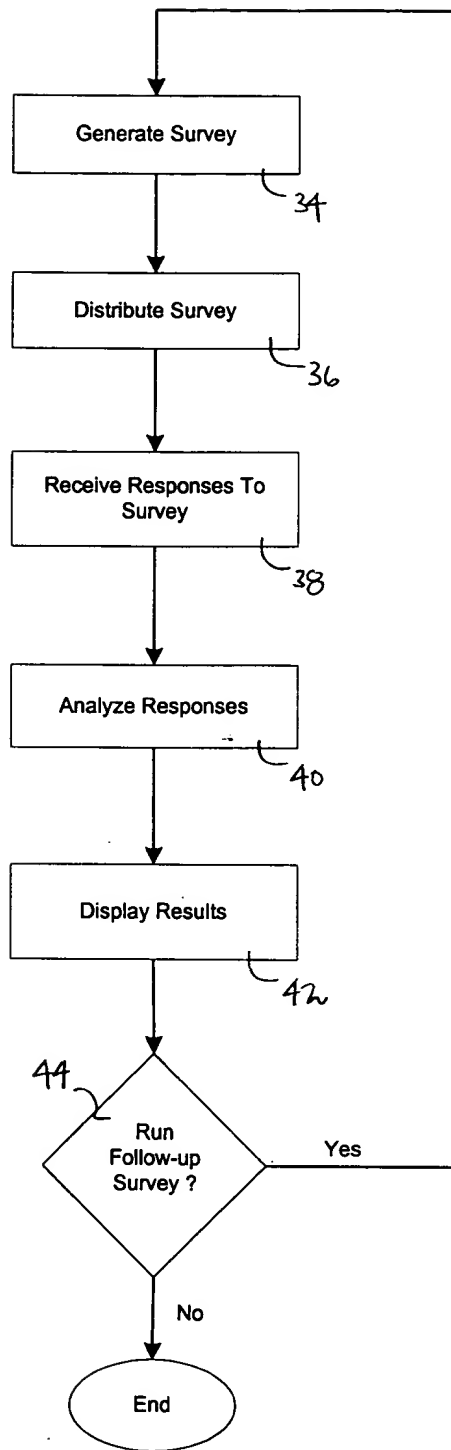 Generate Survey
34
Distribute Survey
36
Receive Responses To
Survey
38
Analyze Responses
40
Display Results
42
44
Run
Follow-up
Survey ?
Yes
No
End